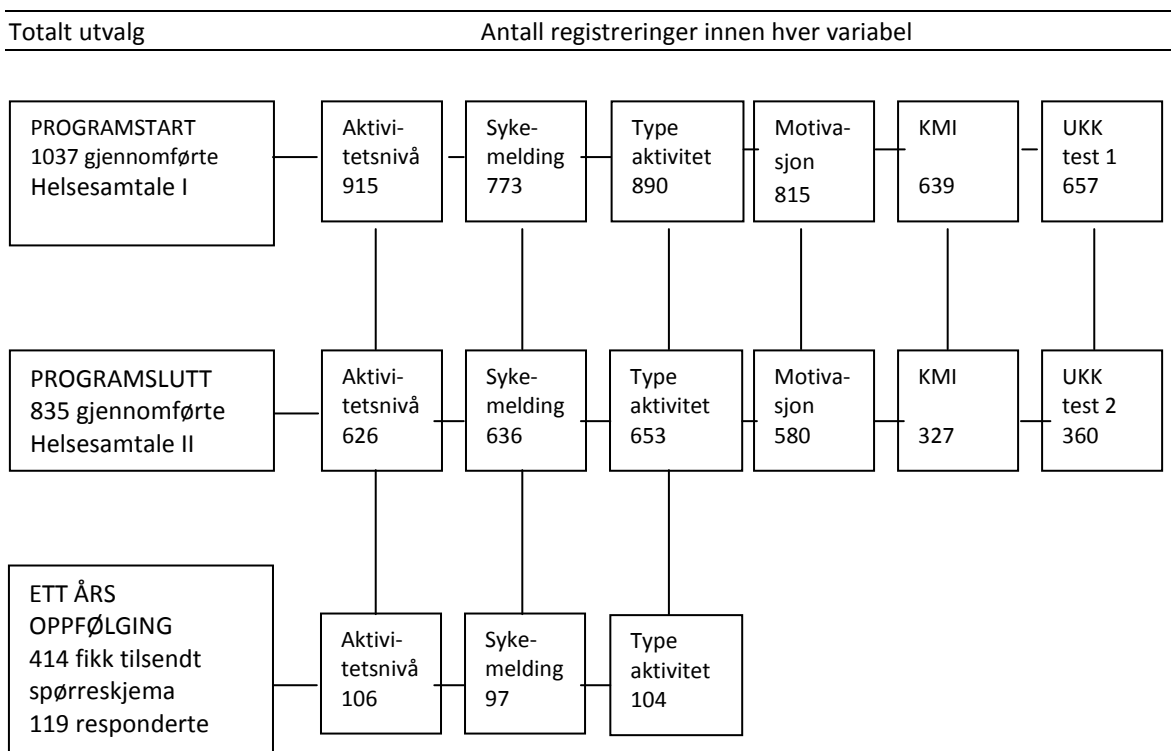 Totalt utvalg
Antall registreringer innen hver variabel
PROGRAMSTART
1037 gjennomførte
Helsesamtale I
Aktivi-
tetsnivå
915
Syke-
melding
773
Type
aktivitet
890
Motiva-
sjon
815
KMI
639
UKK
test 1
657
PROGRAMSLUTT
835 gjennomførte
Helsesamtale II
Aktivi-
tetsnivå
626
Syke-
melding
636
Type
aktivitet
653
Motiva-
sjon
580
KMI
327
UKK
test 2
360
ETT ÅRS
OPPFØLGING
414 fikk tilsendt
spørreskjema
119 responderte
Aktivi-
tetsnivå
106
Syke-
melding
97
Type
aktivitet
104